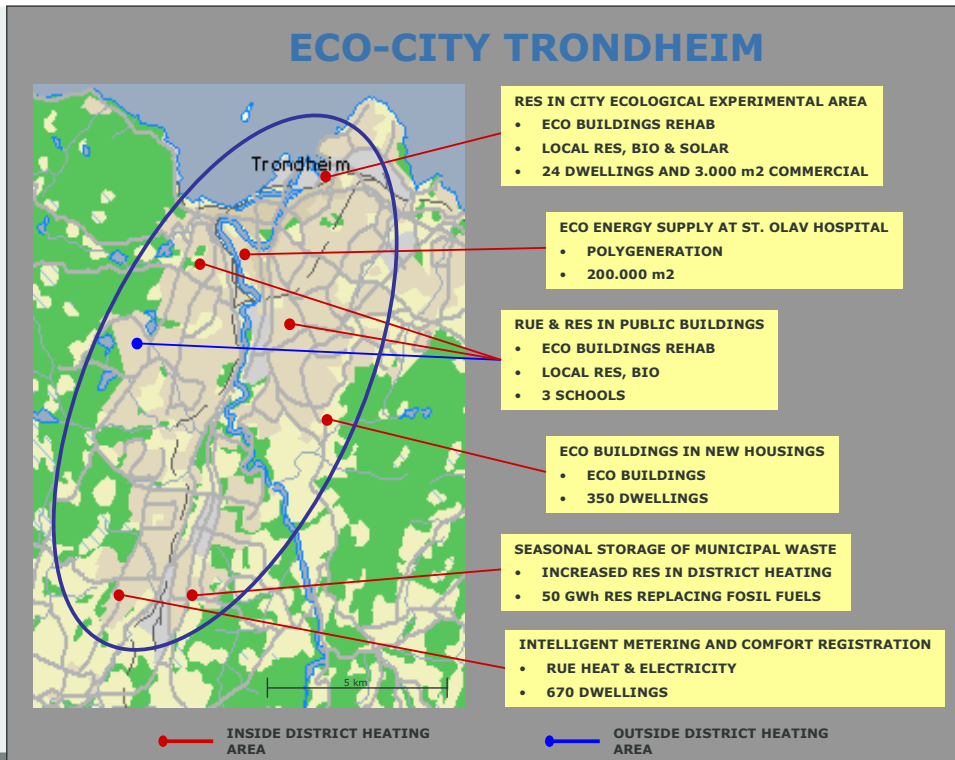 ECO-CITY TRONDHEIM
RES IN CITY ECOLOGICAL EXPERIMENTAL AREA
• ECO BUILDINGS REHAB
• LOCAL RES, BIO & SOLAR
• 24 DWELLINGS AND 3.000 m2 COMMERCIAL
Trondheim
ECO ENERGY SUPPLY AT ST. OLAV HOSPITAL
• POLYGENERATION
• 200.000 m2
RUE & RES IN PUBLIC BUILDINGS
• ECO BUILDINGS REHAB
• LOCAL RES, BIO
• 3 SCHOOLS
ECO BUILDINGS IN NEW HOUSINGS
• ECO BUILDINGS
• 350 DWELLINGS
SEASONAL STORAGE OF MUNICIPAL WASTE
• INCREASED RES IN DISTRICT HEATING
• 50 GWh RES REPLACING FOSIL FUELS
INTELLIGENT METERING AND COMFORT REGISTRATION
• RUE HEAT & ELECTRICITY
• 670 DWELLINGS
5 km
INSIDE DISTRICT HEATING
AREA
OUTSIDE DISTRICT HEATING
AREA